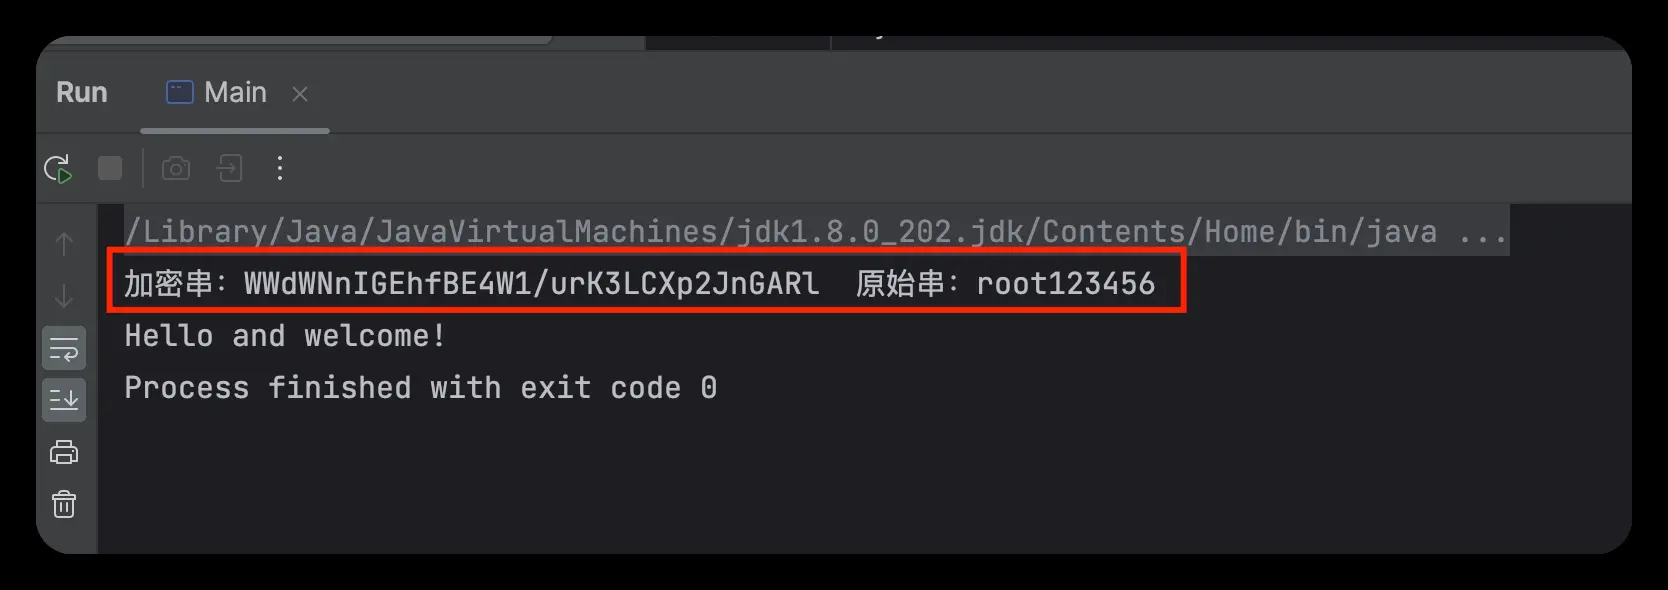 Run Main
/Library/Java/JavaVirtualMachines/jdk1.8.0_202.jdk/Contents/Home/bin/java ...
加密串：WWdWNnIGEhfBE4W1/urK3LCXp2JnGARl 原始串：root123456
Hello and welcome!
Process finished with exit code 0